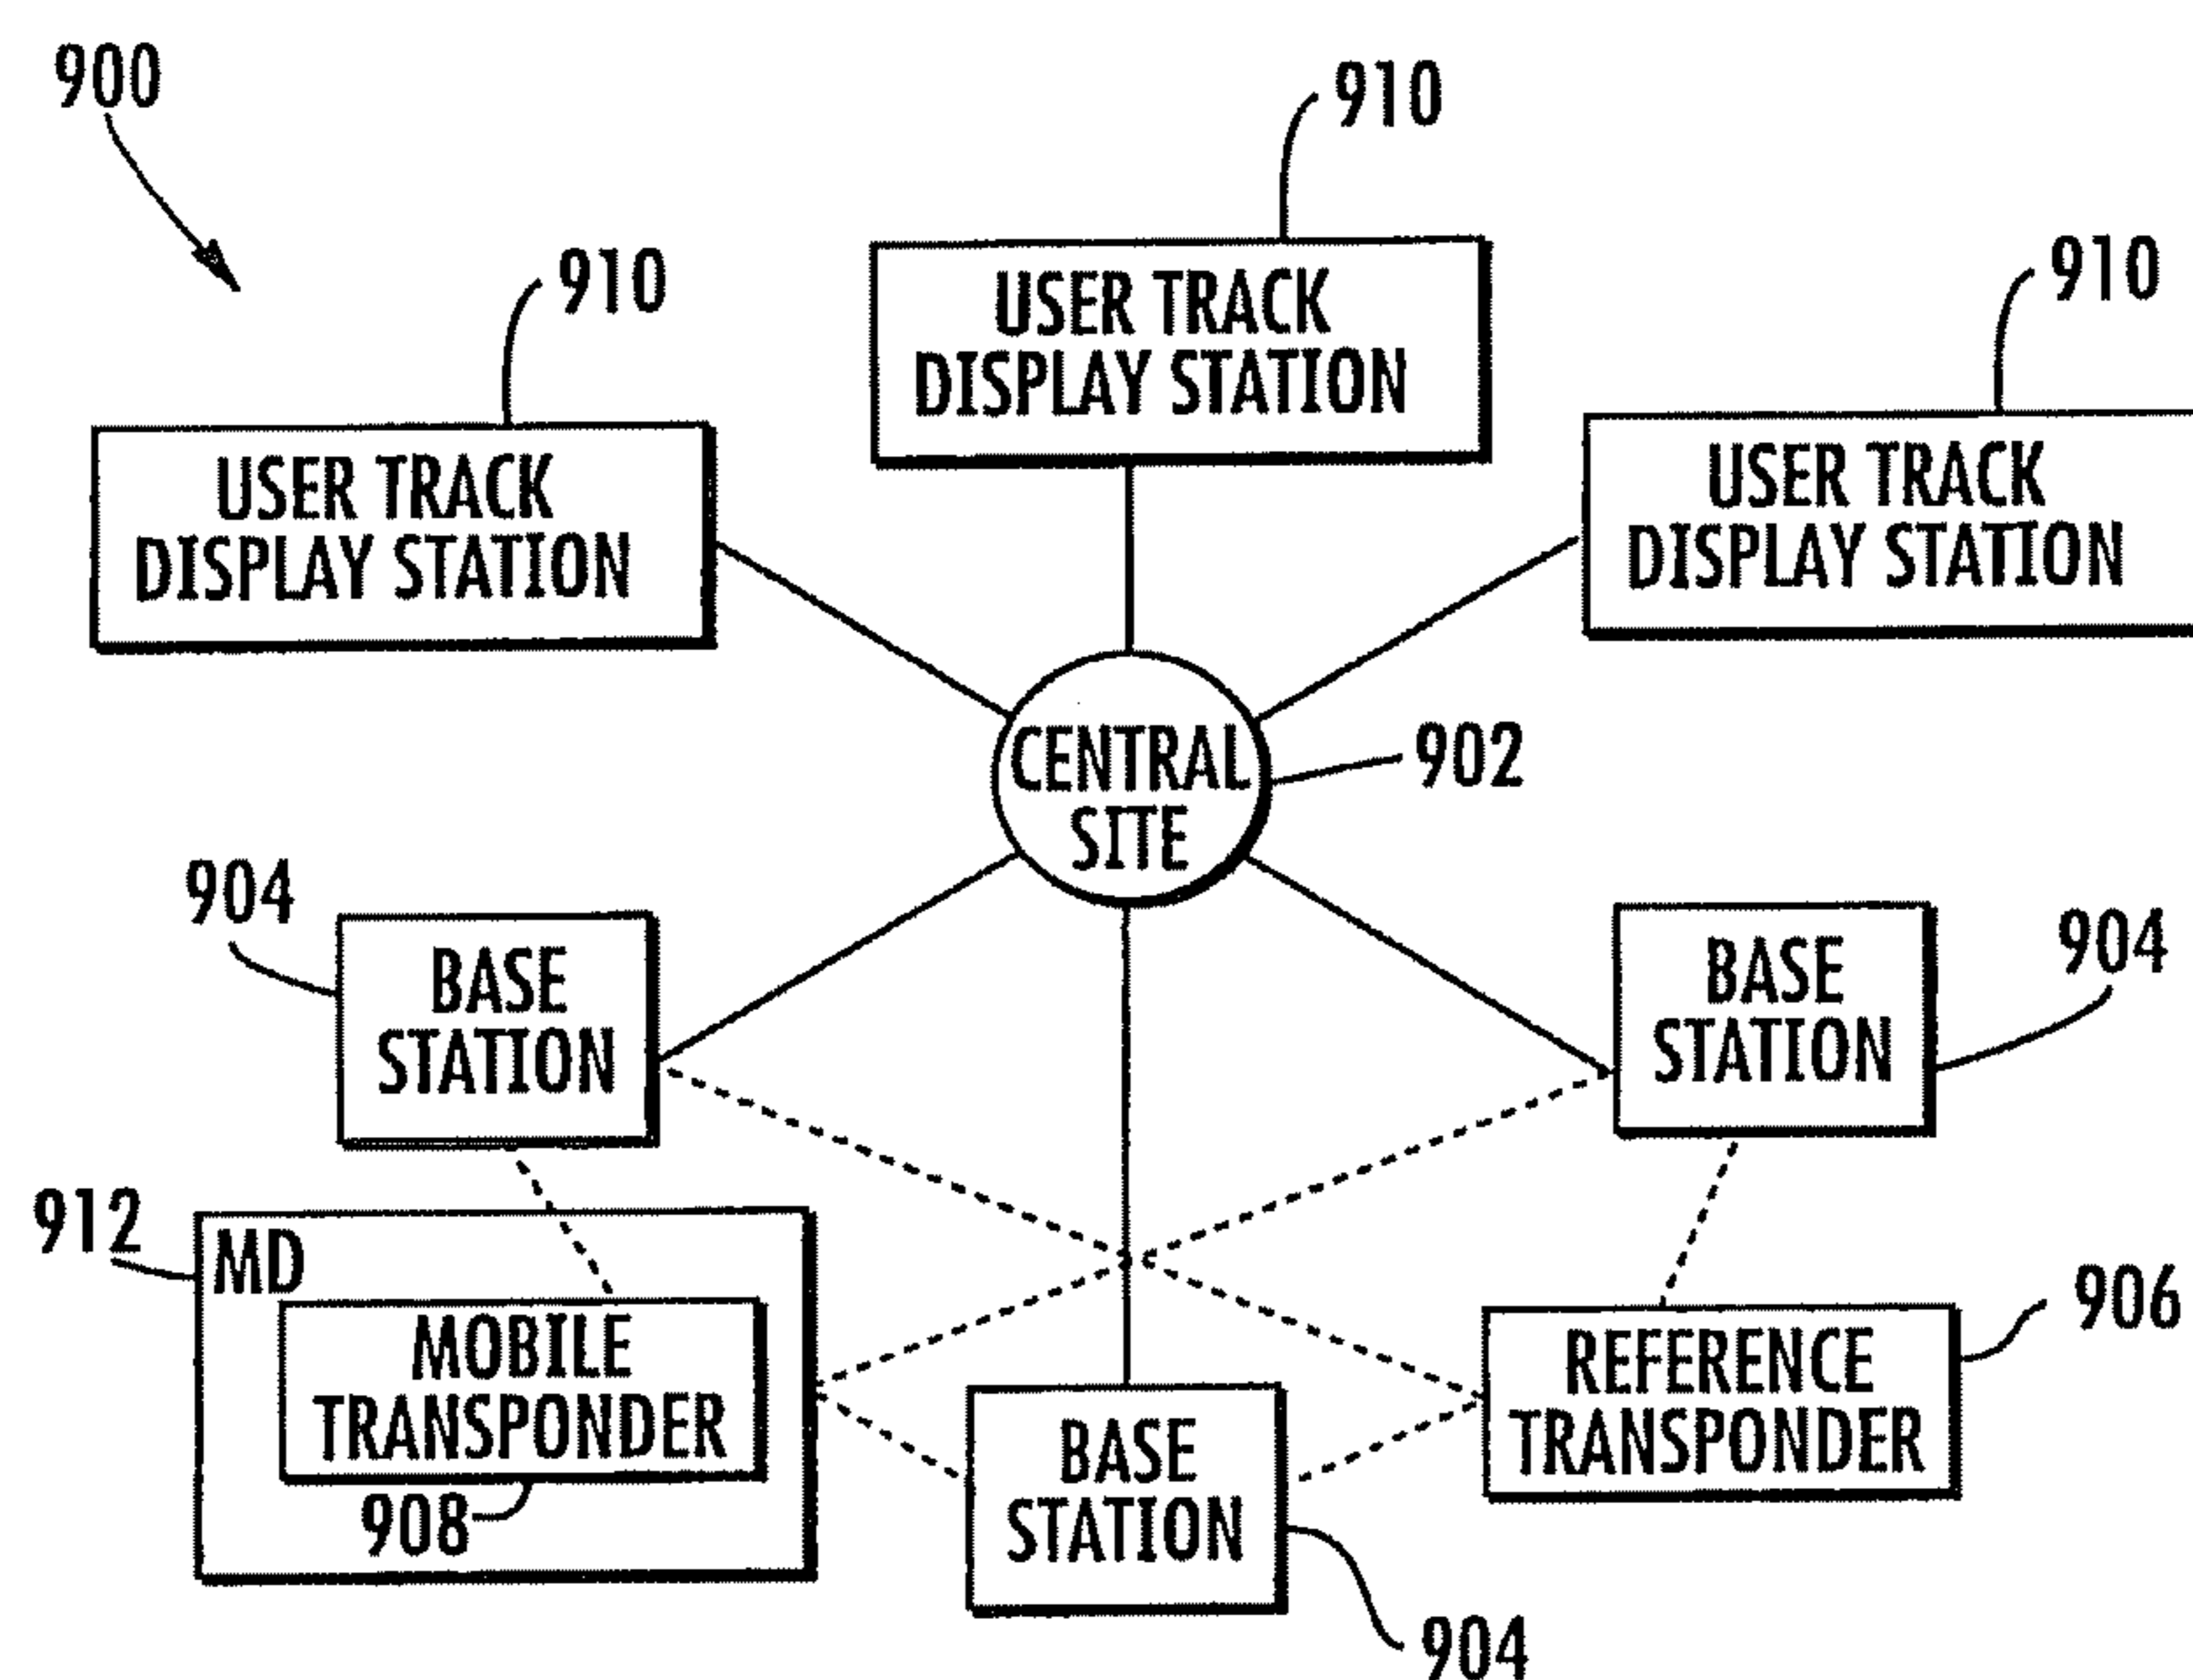 900
910
910
910
USER TRACK
DISPLAY STATION
USER TRACK
DISPLAY STATION
USER TRACK
DISPLAY STATION
CENTRAL
SITE
902
904
BASE
STATION
BASE
STATION
904
912
MD
MOBILE
TRANSPONDER
908
BASE
STATION
904
REFERENCE
TRANSPONDER
906